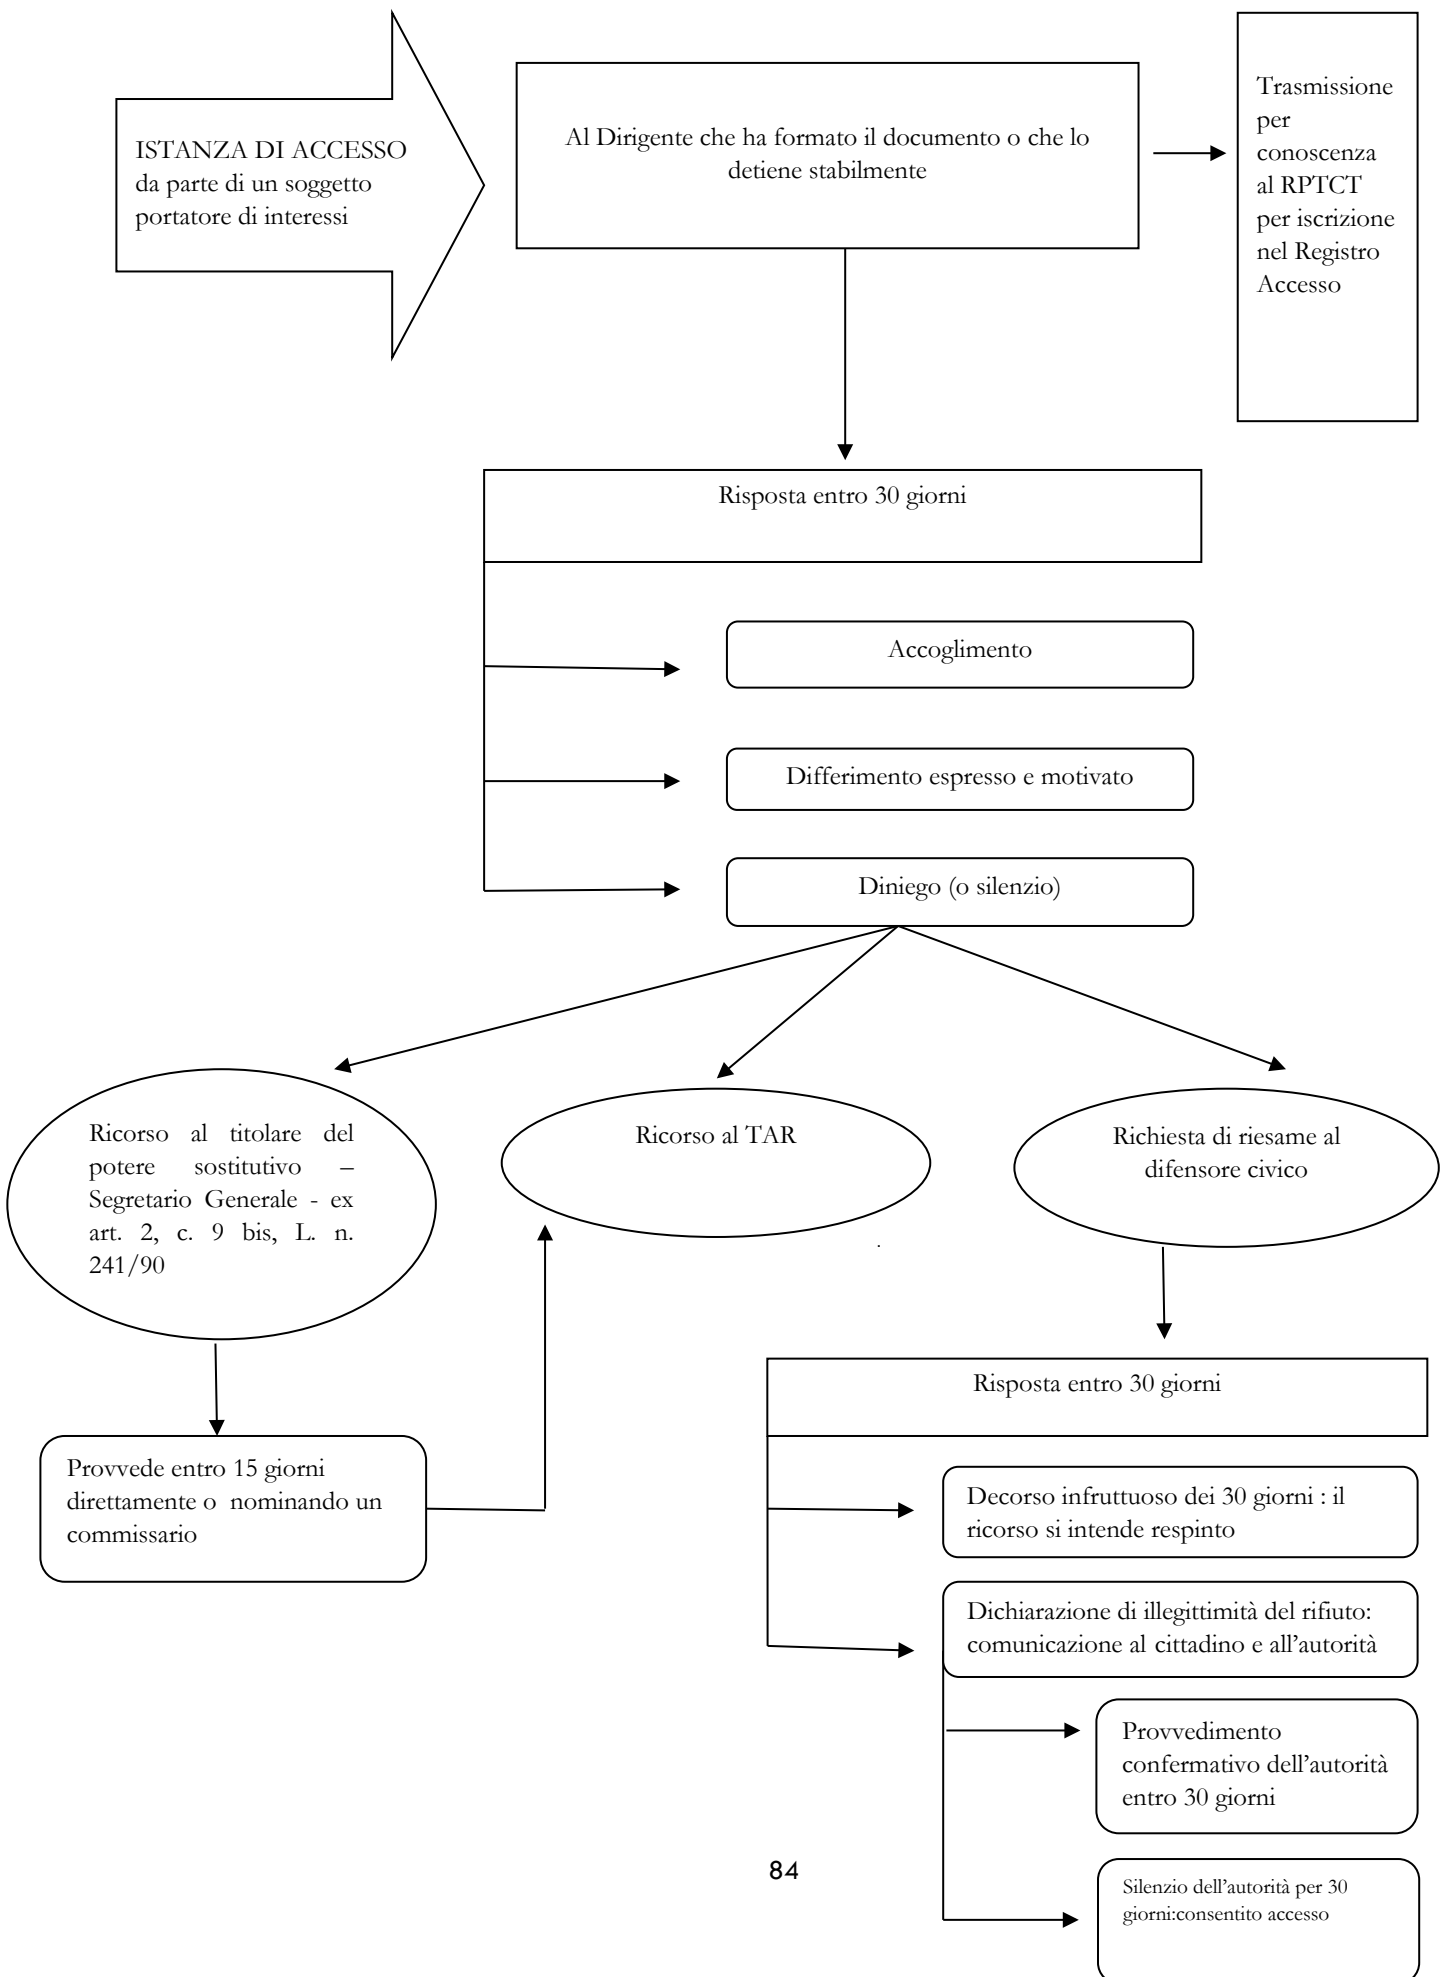 ISTANZA DI ACCESSO
da parte di un soggetto
portatore di interessi
Al Dirigente che ha formato il documento o che lo
detiene stabilmente
Trasmissione
per
conoscenza
al RPTCT
per iscrizione
nel Registro
Accesso
Risposta entro 30 giorni
Accoglimento
Differimento espresso e motivato
Diniego (o silenzio)
Ricorso al titolare del
potere sostitutivo –
Segretario Generale - ex
art. 2, c. 9 bis, L. n.
241/90
Ricorso al TAR
.
Richiesta di riesame al
difensore civico
Provvede entro 15 giorni
direttamente o nominando un
commissario
Risposta entro 30 giorni
Decorso infruttuoso dei 30 giorni : il
ricorso si intende respinto
Dichiarazione di illegittimità del rifiuto:
comunicazione al cittadino e all’autorità
Provvedimento
confermativo dell’autorità
entro 30 giorni
Silenzio dell’autorità per 30
giorni:consentito accesso
84